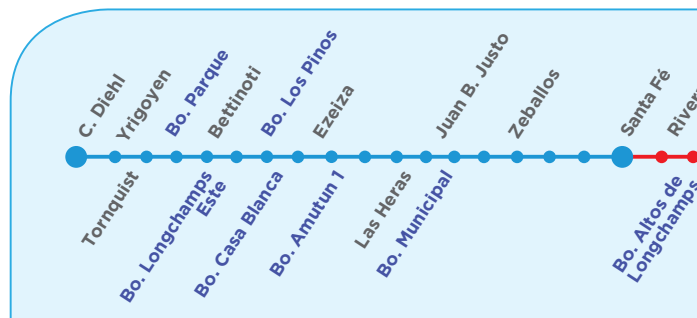 C. Diehl
Yrigoyen
Bo. Parque
Bettinoti
Bo. Los Pinos
Ezeiza
Juan B. Justo
Zeballos
Santa Fé
Tornquist
Bo. Longchamps
Este
Bo. Casa Blanca
Bo. Amutun 1
Las Heras
Bo. Municipal
Bo. Altos de
Longchamps